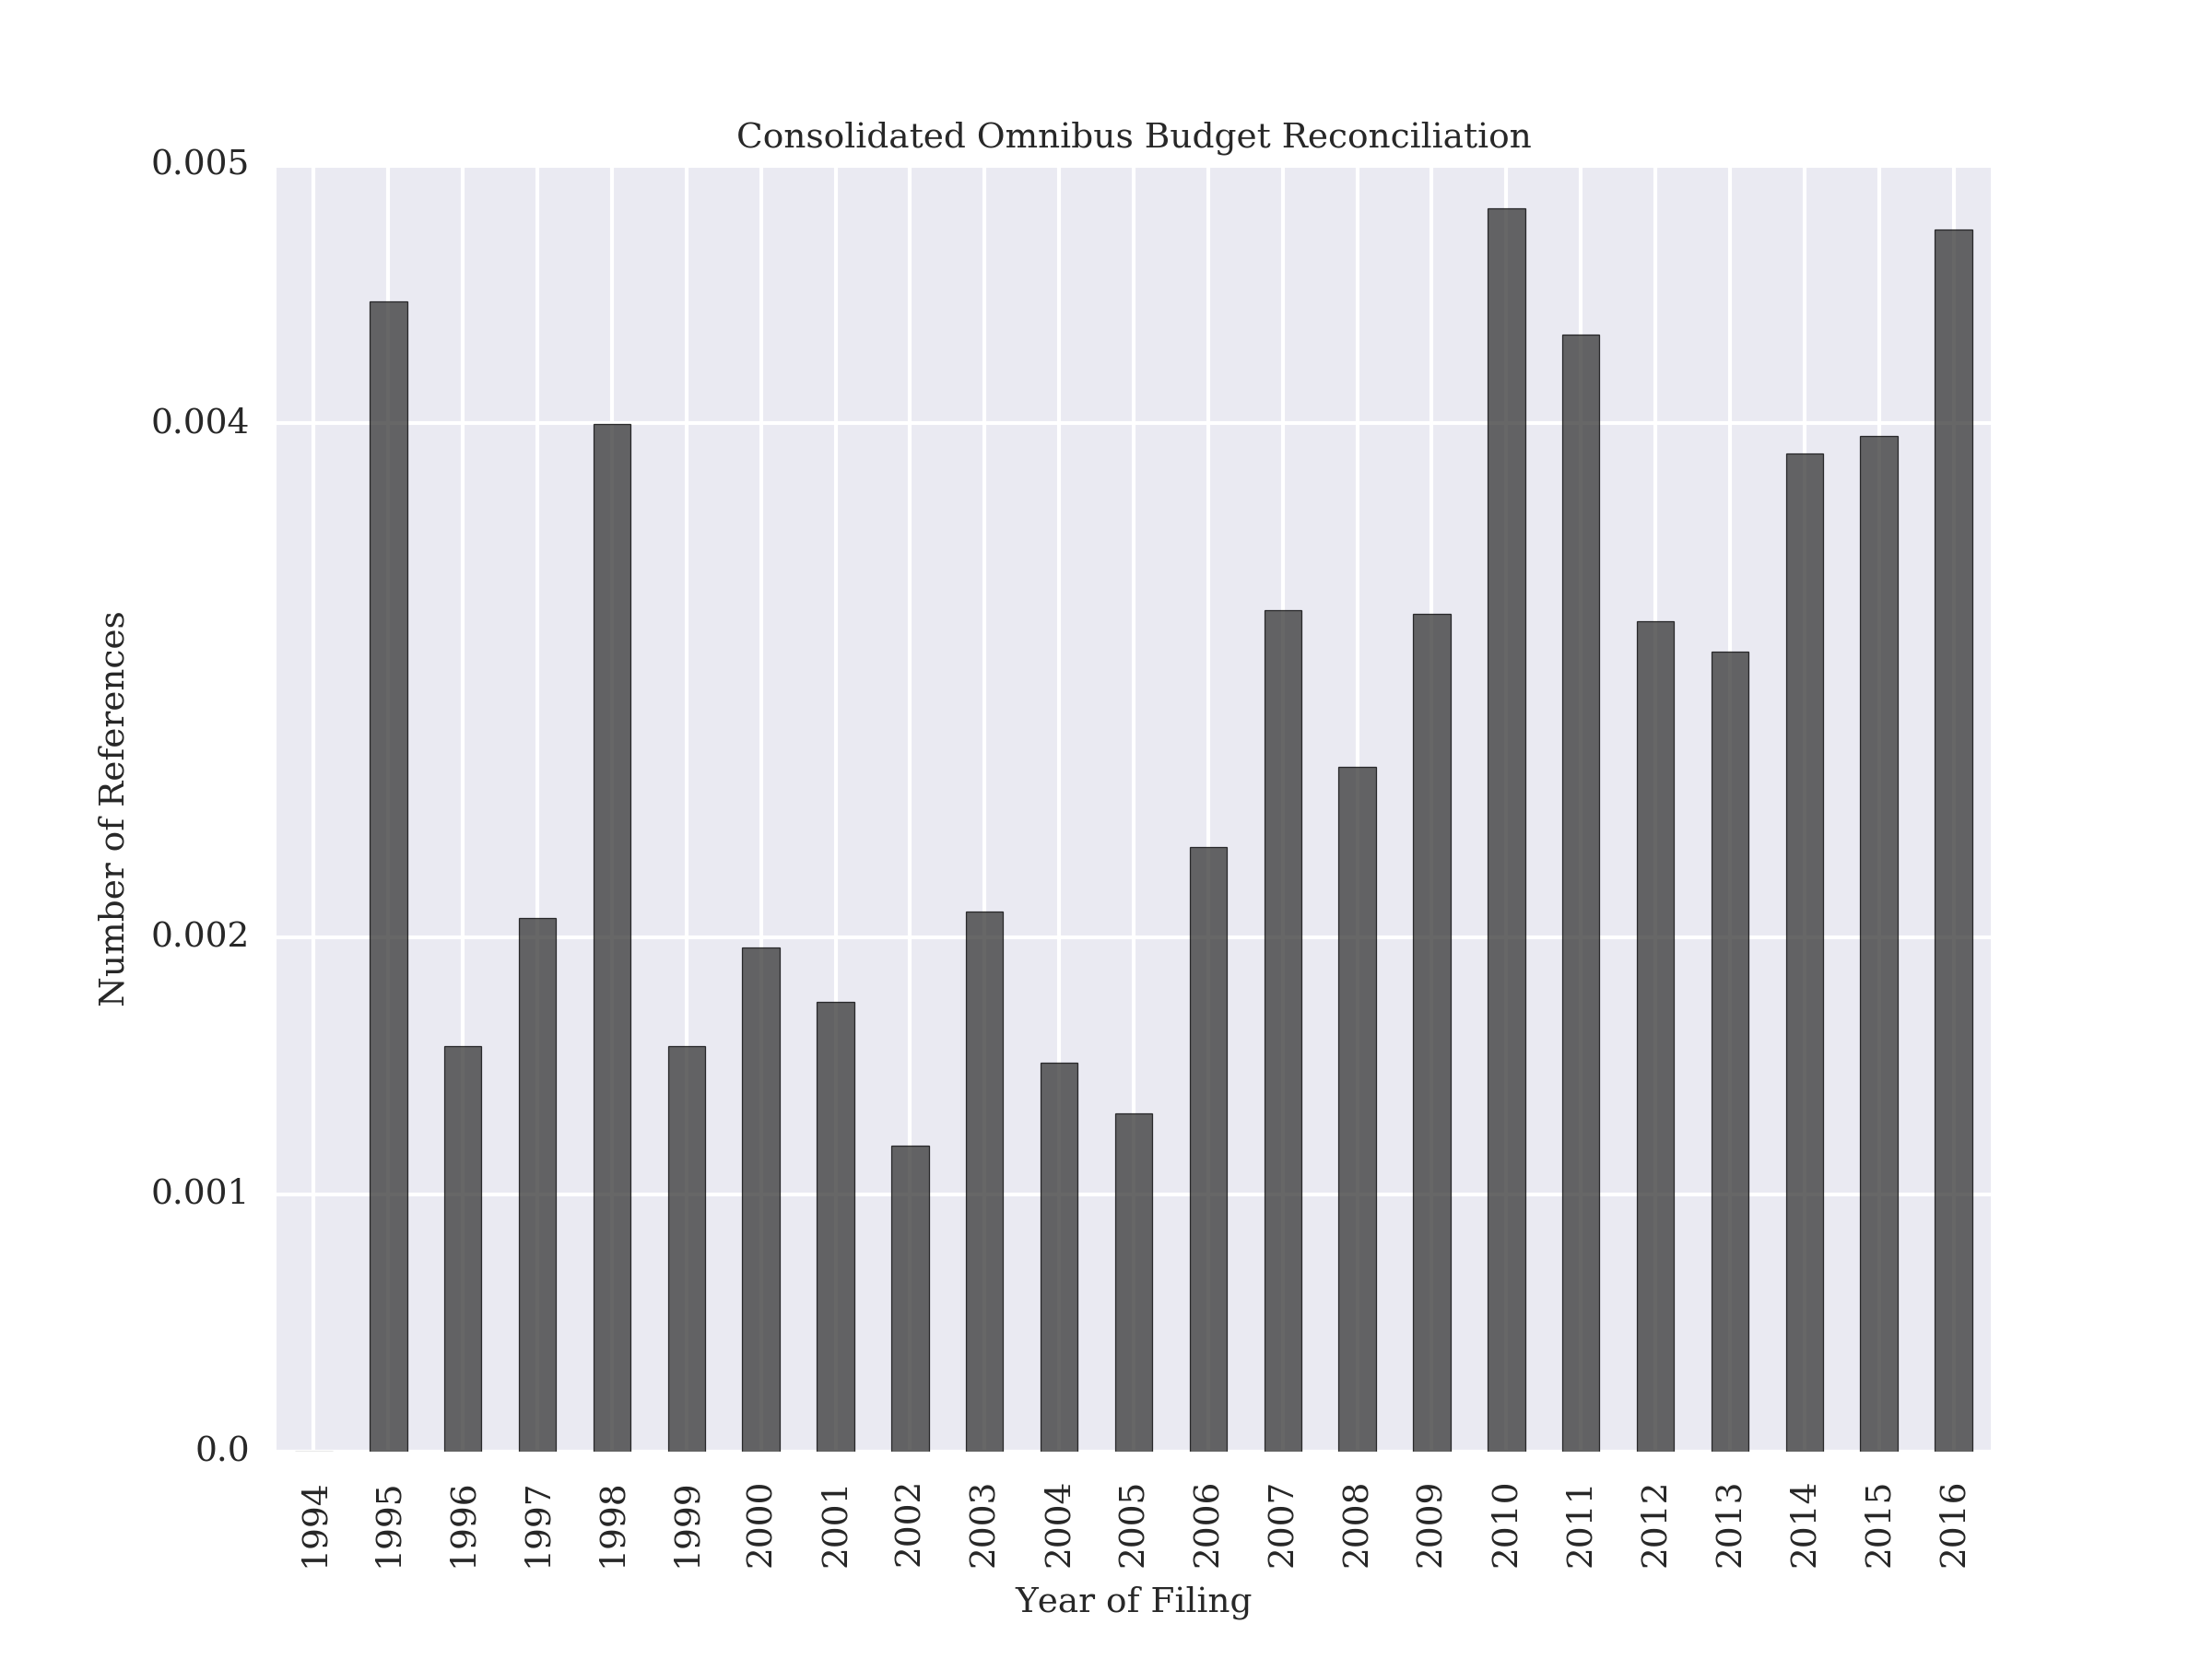 Consolidated Omnibus Budget Reconciliation
0.005
0.004
0.002
0.001
0.0
Number of References
1994 1995 1996 1997 1998 1999 2000 2001 2002 2003 2004 2005 2006 2007 2008 2009 2010 2011 2012 2013 2014 2015 2016
Year of Filing